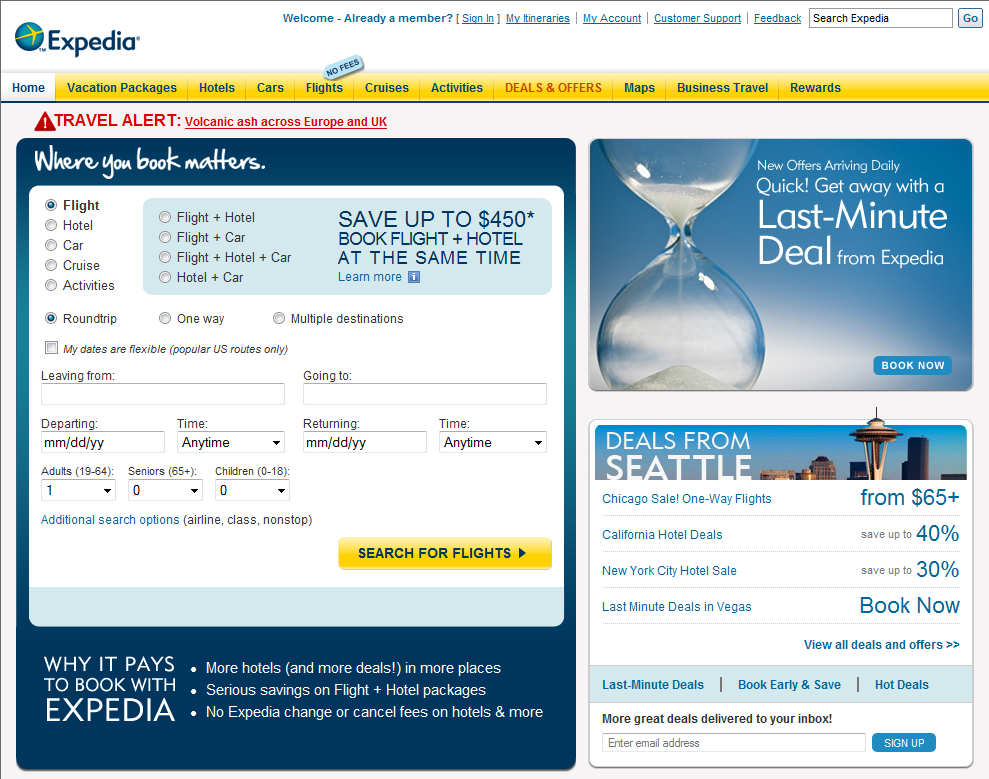 Welcome - Already a member? [ Sign In ] My Itineraries | My Account | Customer Support | Feedback Search Expedia Go
Expedia
TM
NO FEES
Home Vacation Packages Hotels Cars Flights Cruises Activities DEALS & OFFERS Maps Business Travel Rewards
TRAVEL ALERT: Volcanic ash across Europe and UK
Where you book matters.
Flight
Hotel
Car
Cruise
Activities
Flight + Hotel
Flight + Car
Flight + Hotel + Car
Hotel + Car
SAVE UP TO $450*
BOOK FLIGHT + HOTEL
AT THE SAME TIME
Learn more i
Roundtrip One way Multiple destinations
My dates are flexible (popular US routes only)
Leaving from: Going to:
Departing: Time: Returning: Time:
mm/dd/yy Anytime mm/dd/yy Anytime
Adults (19-64): Seniors (65+): Children (0-18):
1 0 0
Additional search options (airline, class, nonstop)
SEARCH FOR FLIGHTS
WHY IT PAYS
TO BOOK WITH
EXPEDIA
• More hotels (and more deals!) in more places
• Serious savings on Flight + Hotel packages
• No Expedia change or cancel fees on hotels & more
New Offers Arriving Daily
Quick! Get away with a
Last-Minute
Deal from Expedia
BOOK NOW
DEALS FROM
SEATTLE
Chicago Sale! One-Way Flights from $65+
California Hotel Deals save up to 40%
New York City Hotel Sale save up to 30%
Last Minute Deals in Vegas Book Now
View all deals and offers >>
Last-Minute Deals | Book Early & Save | Hot Deals
More great deals delivered to your inbox!
Enter email address SIGN UP